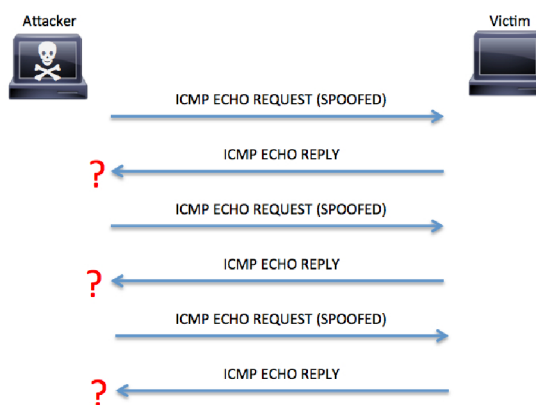 Attacker
Victim
ICMP ECHO REQUEST (SPOOFED)
ICMP ECHO REPLY
?
ICMP ECHO REQUEST (SPOOFED)
ICMP ECHO REPLY
?
ICMP ECHO REQUEST (SPOOFED)
ICMP ECHO REPLY
?